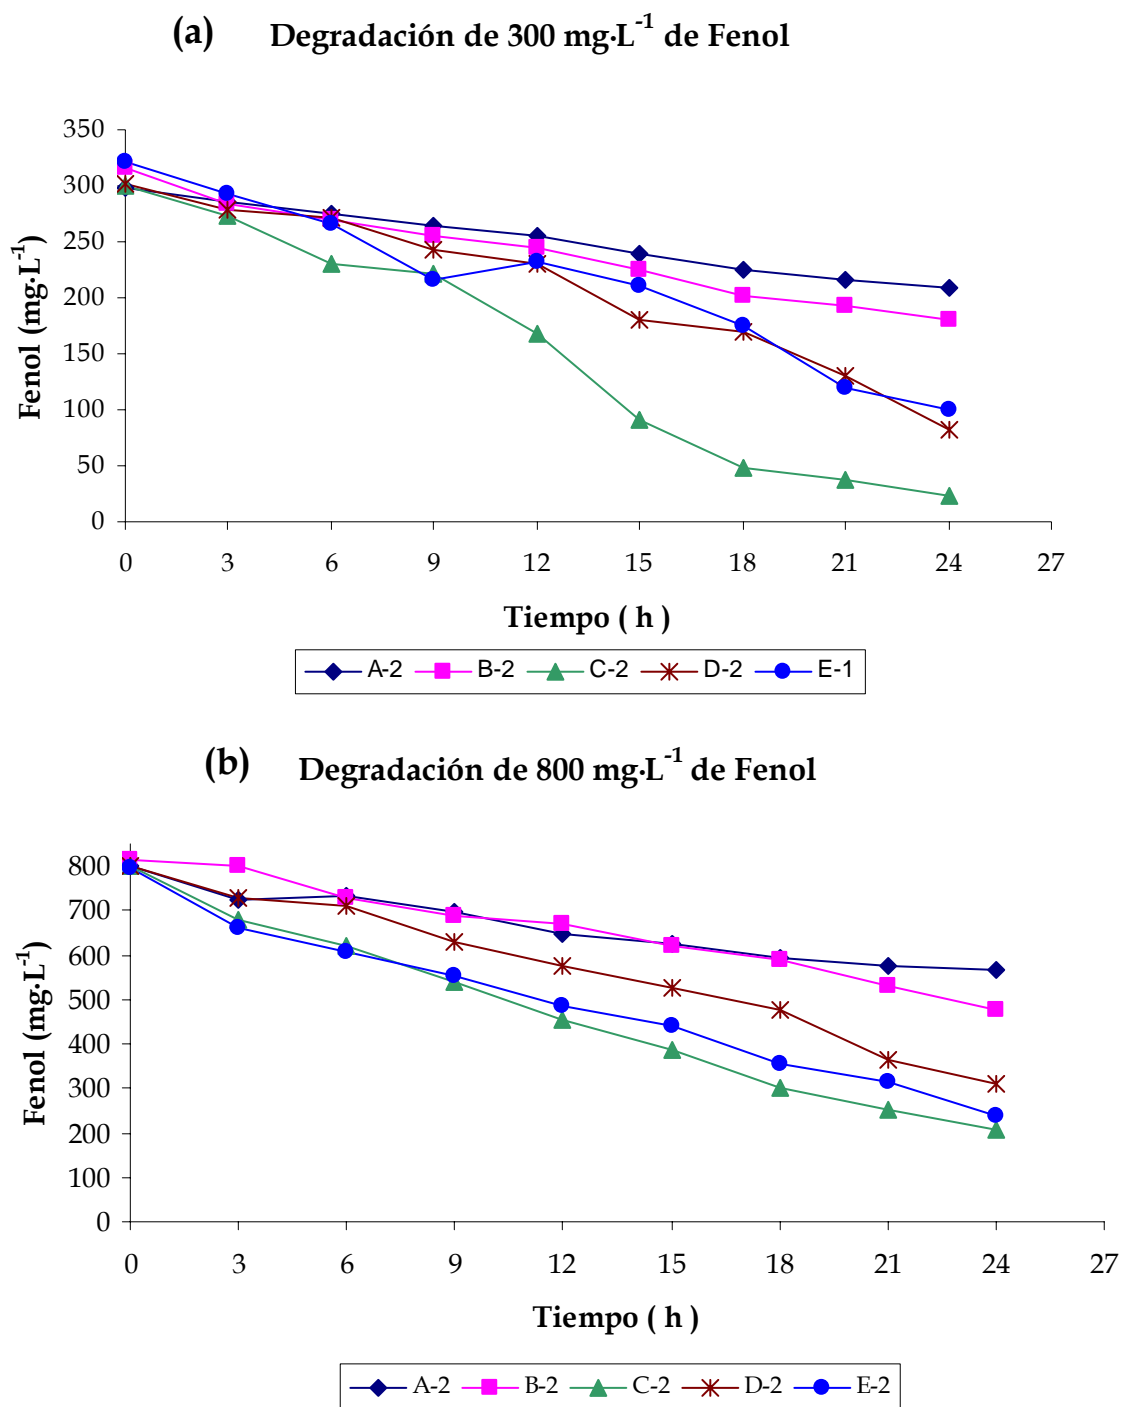 (a) Degradación de 300 mg·L⁻¹ de Fenol
Fenol (mg·L⁻¹)
350
300
250
200
150
100
50
0
0 3 6 9 12 15 18 21 24 27
Tiempo ( h )
A-2 B-2 C-2 D-2 E-1
(b) Degradación de 800 mg·L⁻¹ de Fenol
Fenol (mg·L⁻¹)
800
700
600
500
400
300
200
100
0
0 3 6 9 12 15 18 21 24 27
Tiempo ( h )
A-2 B-2 C-2 D-2 E-2